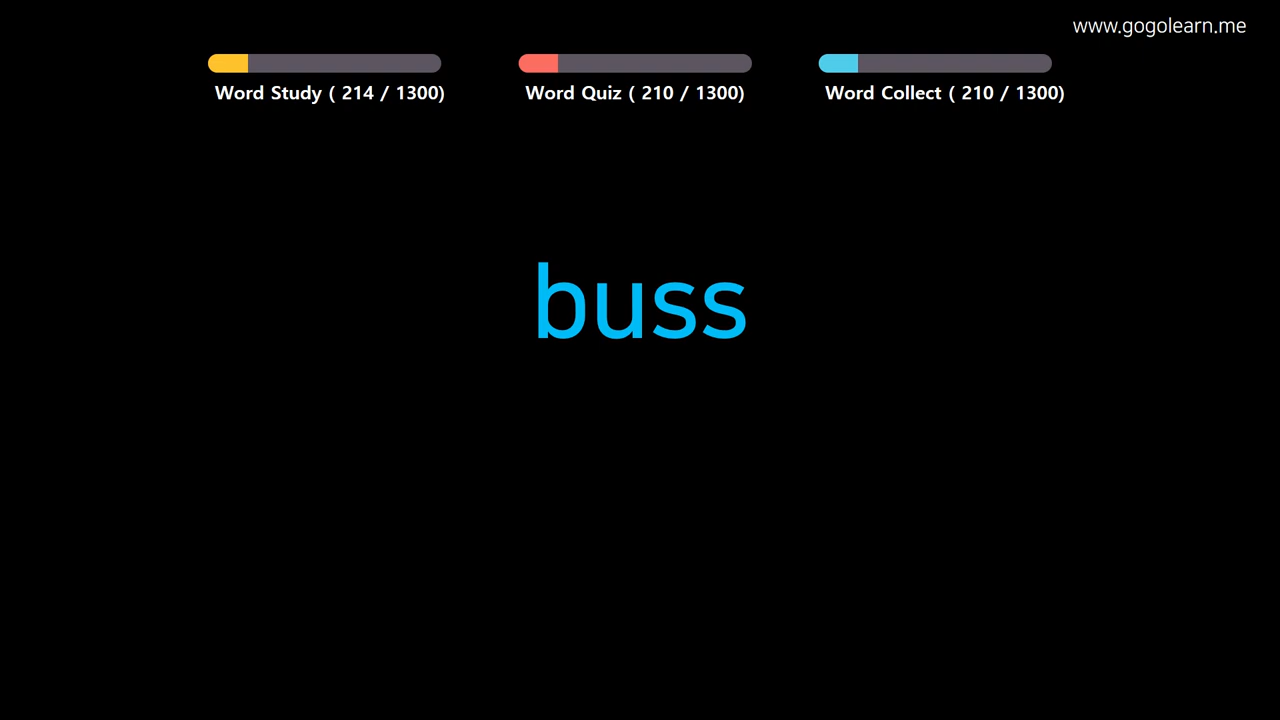 www.gogolearn.me
Word Study ( 214 / 1300)
Word Quiz ( 210 / 1300)
Word Collect ( 210 / 1300)
buss